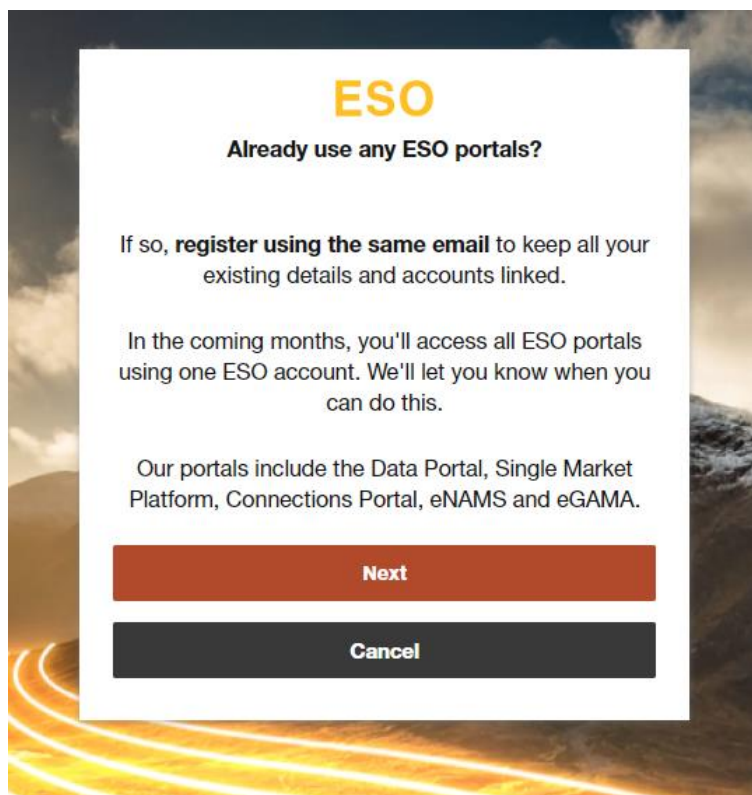 ESO
Already use any ESO portals?
If so, register using the same email to keep all your
existing details and accounts linked.
In the coming months, you'll access all ESO portals
using one ESO account. We'll let you know when you
can do this.
Our portals include the Data Portal, Single Market
Platform, Connections Portal, eNAMS and eGAMA.
Next
Cancel